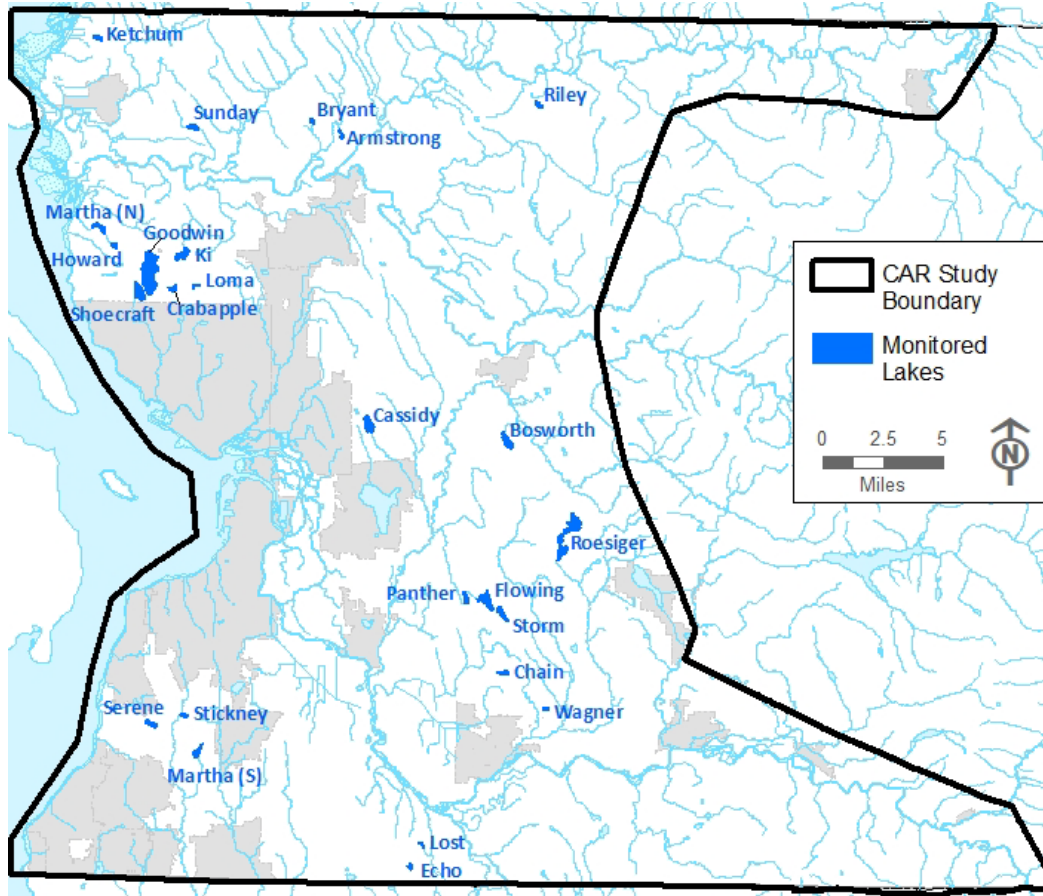 Ketchum
Riley
Sunday
Bryant
Armstrong
Martha (N)
Goodwin
Howard
Ki
Loma
Shoecraft
Crabapple
CAR Study
Boundary
Monitored
Lakes
0 2.5 5
Miles
N
Cassidy
Bosworth
Roesiger
Panther
Flowing
Storm
Chain
Wagner
Serene
Stickney
Martha (S)
Lost
Echo